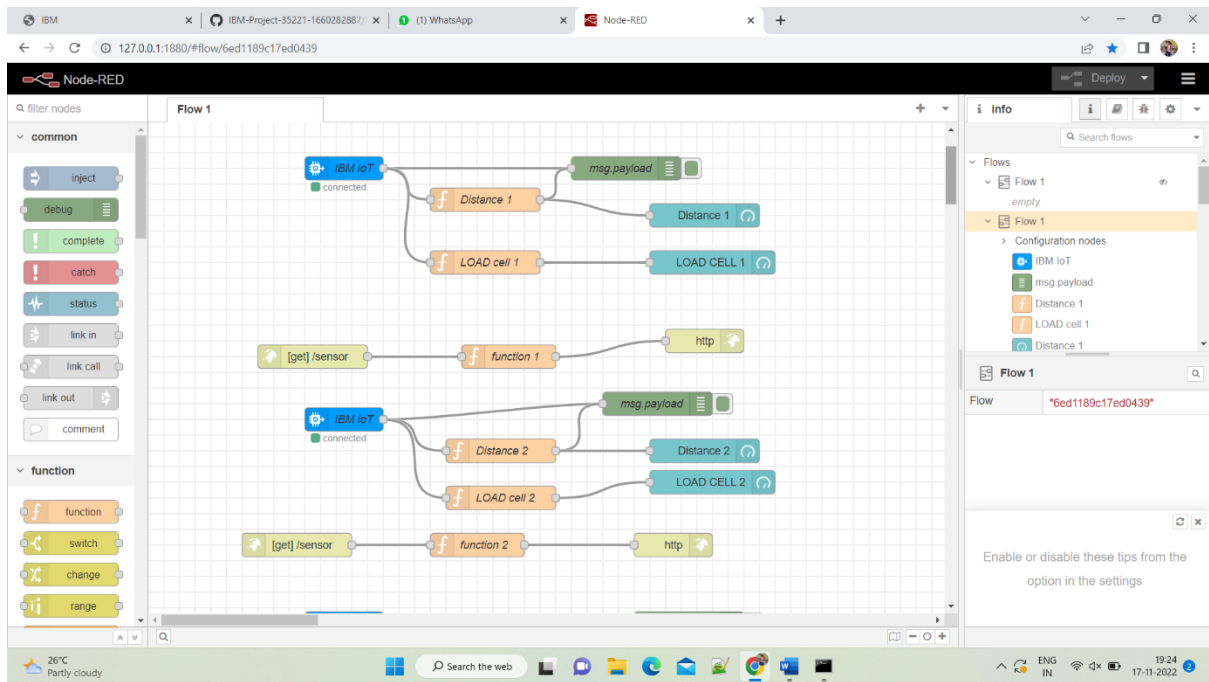 IBM
IBM-Project-35221-1660282887/
(1) WhatsApp
Node-RED
127.0.0.1:1880/#flow/6ed1189c17ed0439
Node-RED
Deploy
filter nodes
common
inject
debug
complete
catch
status
link in
link call
link out
comment
function
function
switch
change
range
Flow 1
IBM IoT
connected
msg.payload
Distance 1
Distance 1
LOAD cell 1
LOAD CELL 1
[get] /sensor
function 1
http
IBM IoT
connected
msg.payload
Distance 2
Distance 2
LOAD cell 2
LOAD CELL 2
[get] /sensor
function 2
http
info
Search flows
Flows
Flow 1
empty
Flow 1
Configuration nodes
IBM IoT
msg.payload
Distance 1
LOAD cell 1
Distance 1
Flow 1
Flow "6ed1189c17ed0439"
Enable or disable these tips from the
option in the settings
26°C
Partly cloudy
Search the web
ENG
IN
19:24
17-11-2022
2